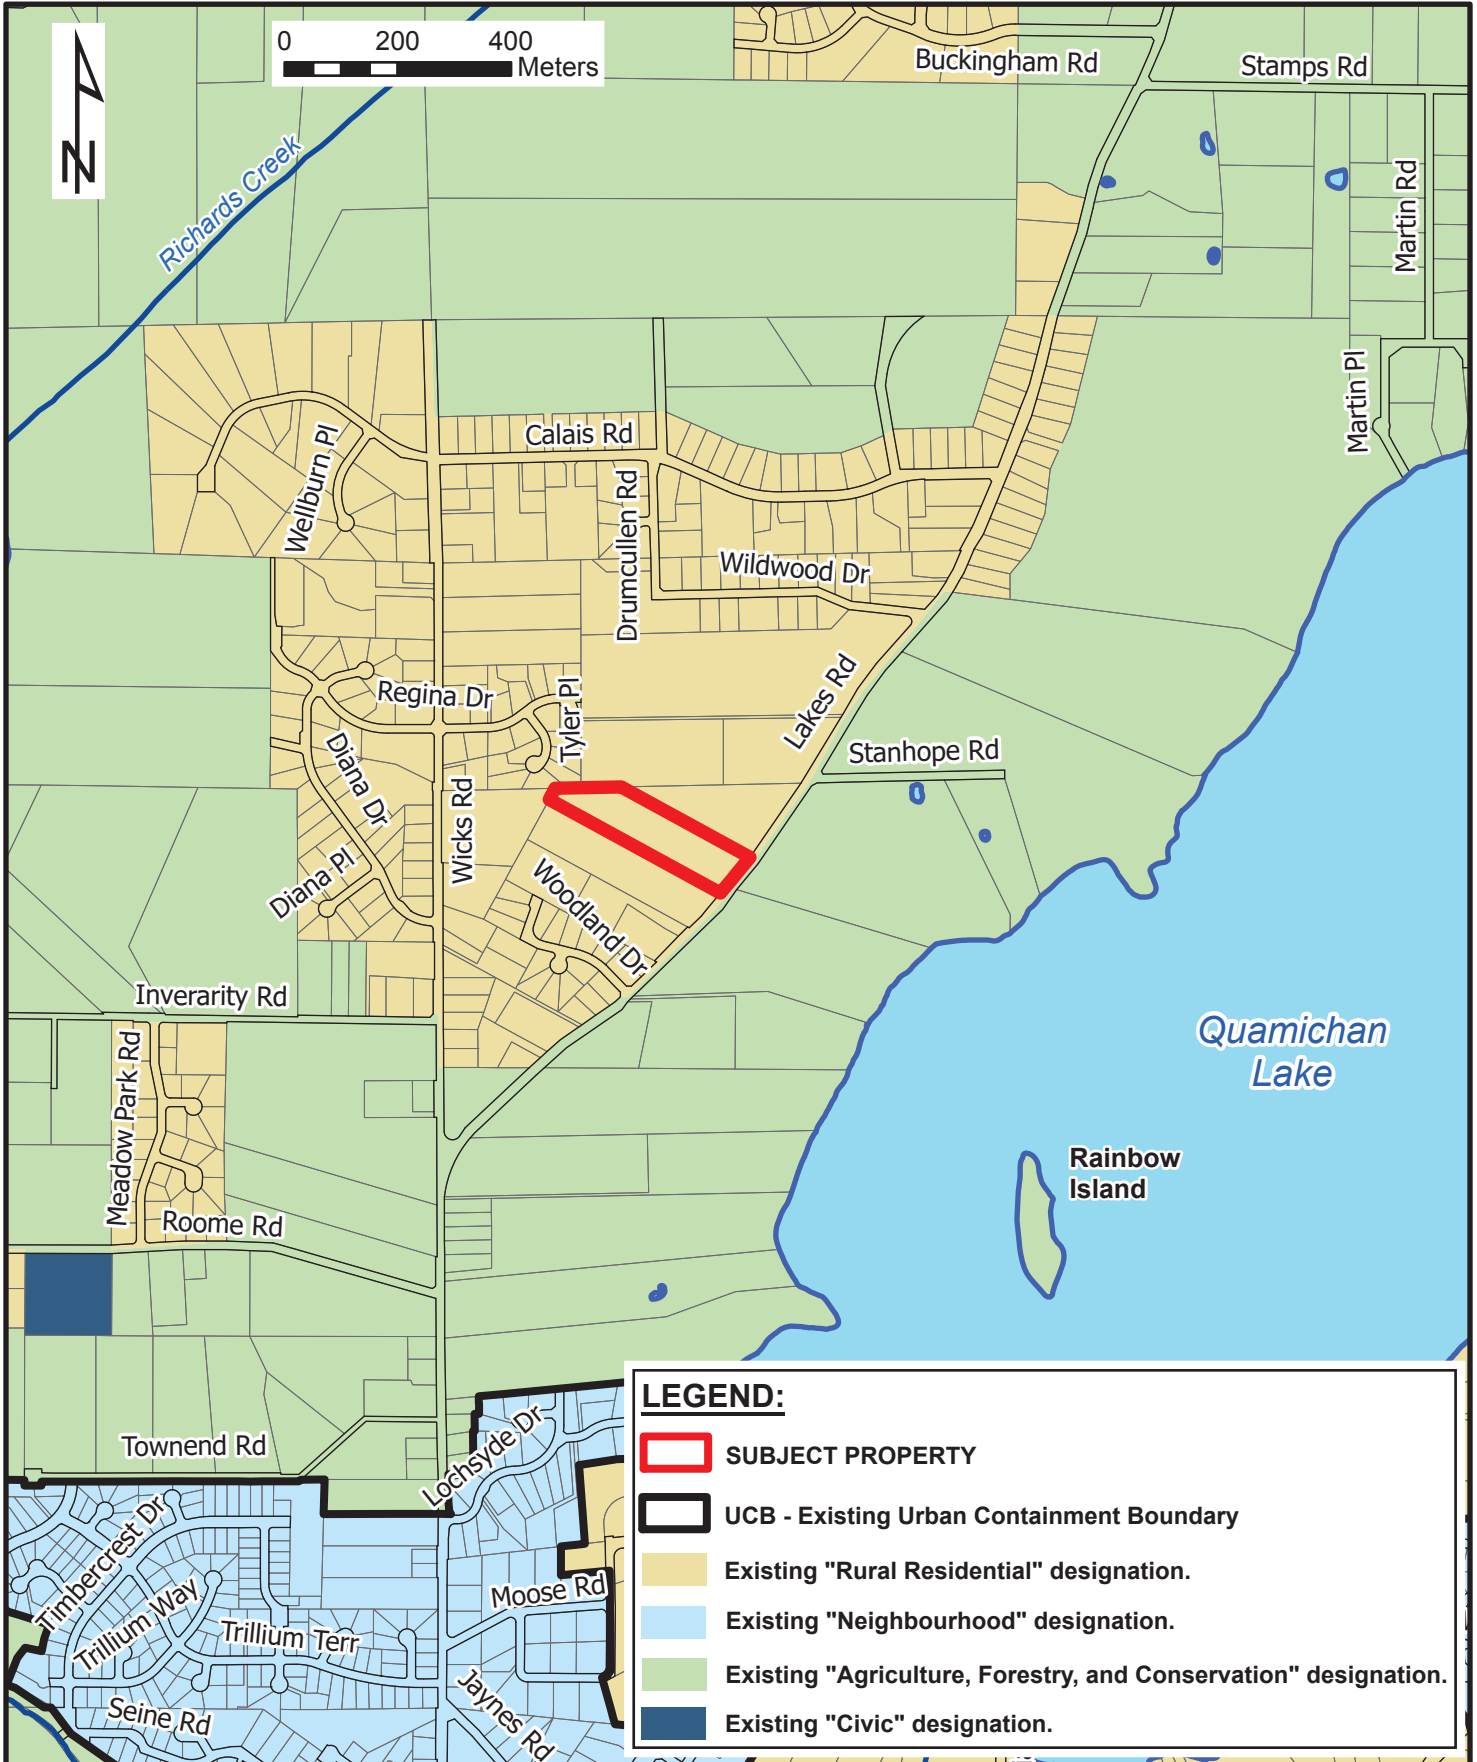 0 200 400
Meters
N
Buckingham Rd
Stamps Rd
Richards Creek
Martin Rd
Martin Pl
Calais Rd
Wellburn Pl
Drumcullen Rd
Wildwood Dr
Regina Dr
Tyler Pl
Lakes Rd
Stanhope Rd
Diana Dr
Wicks Rd
Diana Pl
Woodland Dr
Inverarity Rd
Quamichan
Lake
Meadow Park Rd
Rainbow
Island
Roome Rd
Townend Rd
Lochsyde Dr
Timbercrest Dr
Moose Rd
Trillium Way
Trillium Terr
Seine Rd
Jaynes Rd
LEGEND:
SUBJECT PROPERTY
UCB - Existing Urban Containment Boundary
Existing "Rural Residential" designation.
Existing "Neighbourhood" designation.
Existing "Agriculture, Forestry, and Conservation" designation.
Existing "Civic" designation.